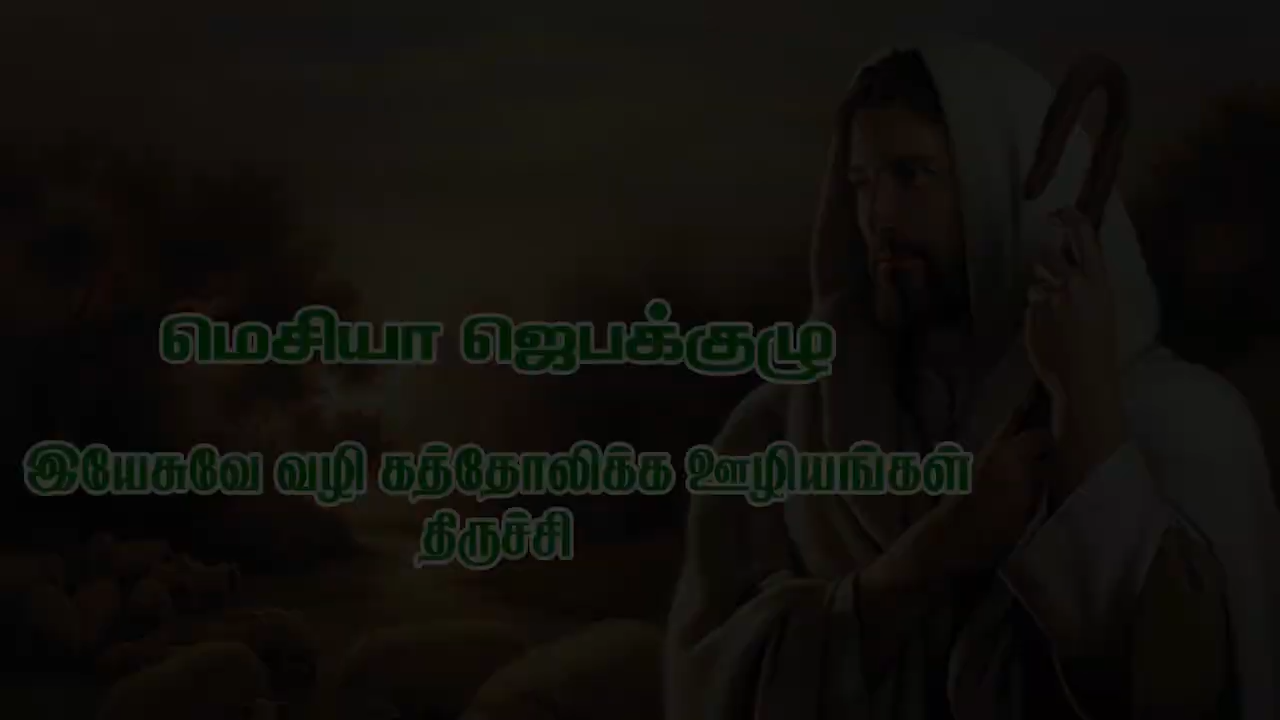 மெசியா ஜெபக்குழு
இயேசுவே வழி கத்தோலிக்க ஊழியங்கள்
திருச்சி